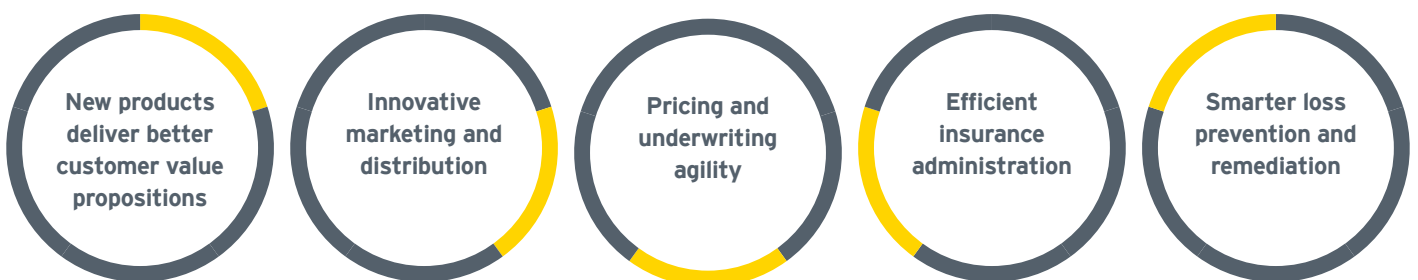 New products
deliver better
customer value
propositions
Innovative
marketing and
distribution
Pricing and
underwriting
agility
Efficient
insurance
administration
Smarter loss
prevention and
remediation